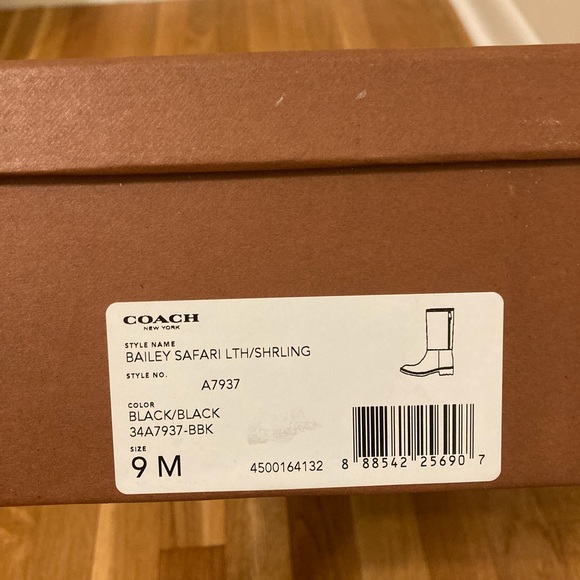 COACH
NEW YORK
STYLE NAME
BAILEY SAFARI LTH/SHRLING
STYLE NO.
A7937
COLOR
BLACK/BLACK
34A7937-BBK
SIZE
9 M
4500164132
8 88542 25690 7